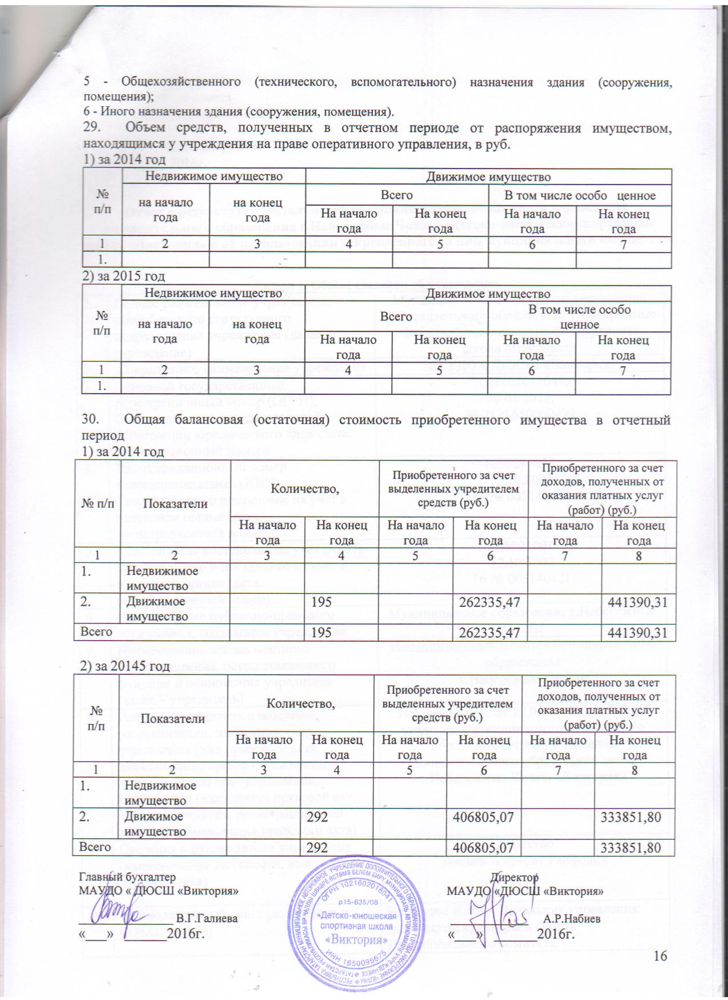 5 - Общехозяйственного (технического, вспомогательного) назначения здания (сооружения,
помещения);
6 - Иного назначения здания (сооружения, помещения).
29. Объем средств, полученных в отчетном периоде от распоряжения имуществом,
находящимся у учреждения на праве оперативного управления, в руб.
1) за 2014 год
№ п/п Недвижимое имущество Движимое имущество
на начало года на конец года Всего В том числе особо ценное
На начало года На конец года На начало года На конец года
1 2 3 4 5 6 7
1.
2) за 2015 год
№ п/п Недвижимое имущество Движимое имущество
на начало года на конец года Всего В том числе особо ценное
На начало года На конец года На начало года На конец года
1 2 3 4 5 6 7
1.
30. Общая балансовая (остаточная) стоимость приобретенного имущества в отчетный
период
1) за 2014 год
№ п/п Показатели Количество, Приобретенного за счет выделенных учредителем средств (руб.) Приобретенного за счет доходов, полученных от оказания платных услуг (работ) (руб.)
На начало года На конец года На начало года На конец года На начало года На конец года
1 2 3 4 5 6 7 8
1. Недвижимое имущество
2. Движимое имущество 195 262335,47 441390,31
Всего 195 262335,47 441390,31
2) за 20145 год
№ п/п Показатели Количество, Приобретенного за счет выделенных учредителем средств (руб.) Приобретенного за счет доходов, полученных от оказания платных услуг (работ) (руб.)
На начало года На конец года На начало года На конец года На начало года На конец года
1 2 3 4 5 6 7 8
1. Недвижимое имущество
2. Движимое имущество 292 406805,07 333851,80
Всего 292 406805,07 333851,80
Главный бухгалтер Директор
МАУДО « ДЮСШ «Виктория» МАУДО «ДЮСШ «Виктория»
В.Г.Галиева А.Р.Набиев
«___» ______2016г. «___» ______2016г.
ОГРН 1021602018047
р15-635/08
«Детско-юношеская
спортивная школа
«Виктория»
ИНН 1650095675
16